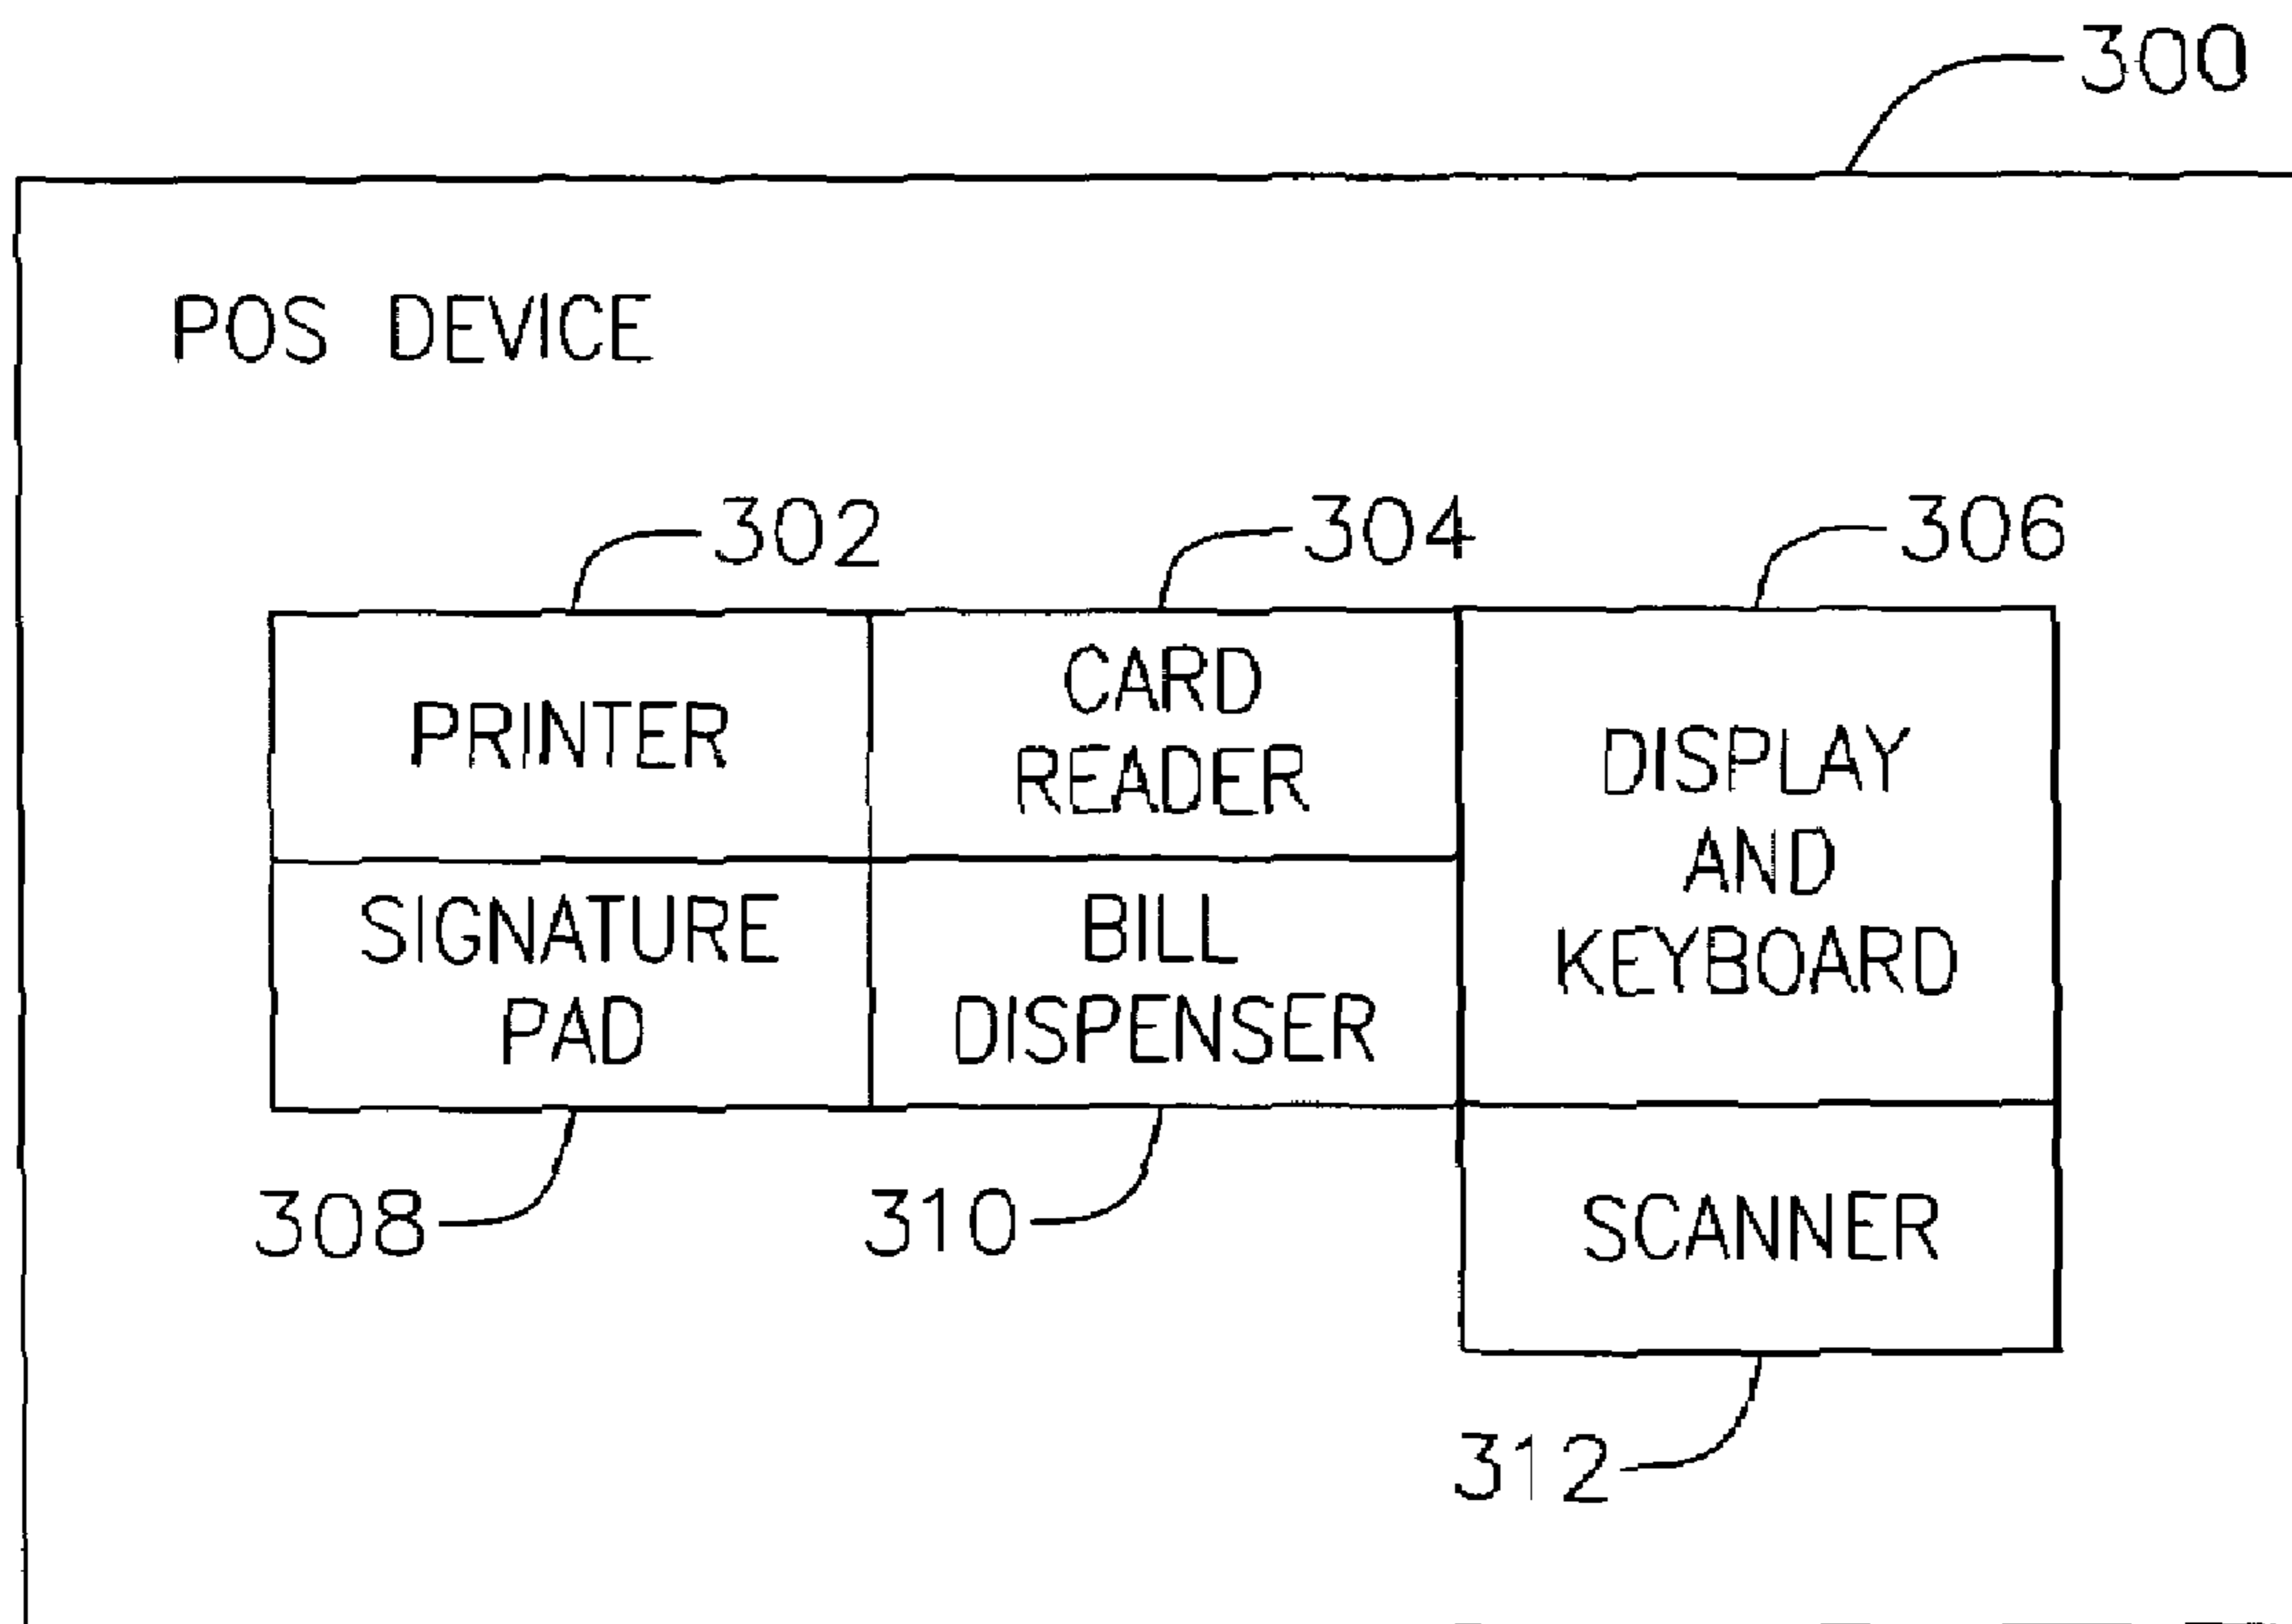 300
POS DEVICE
302
304
306
PRINTER
CARD
READER
DISPLAY
AND
KEYBOARD
SIGNATURE
PAD
BILL
DISPENSER
308
310
SCANNER
312